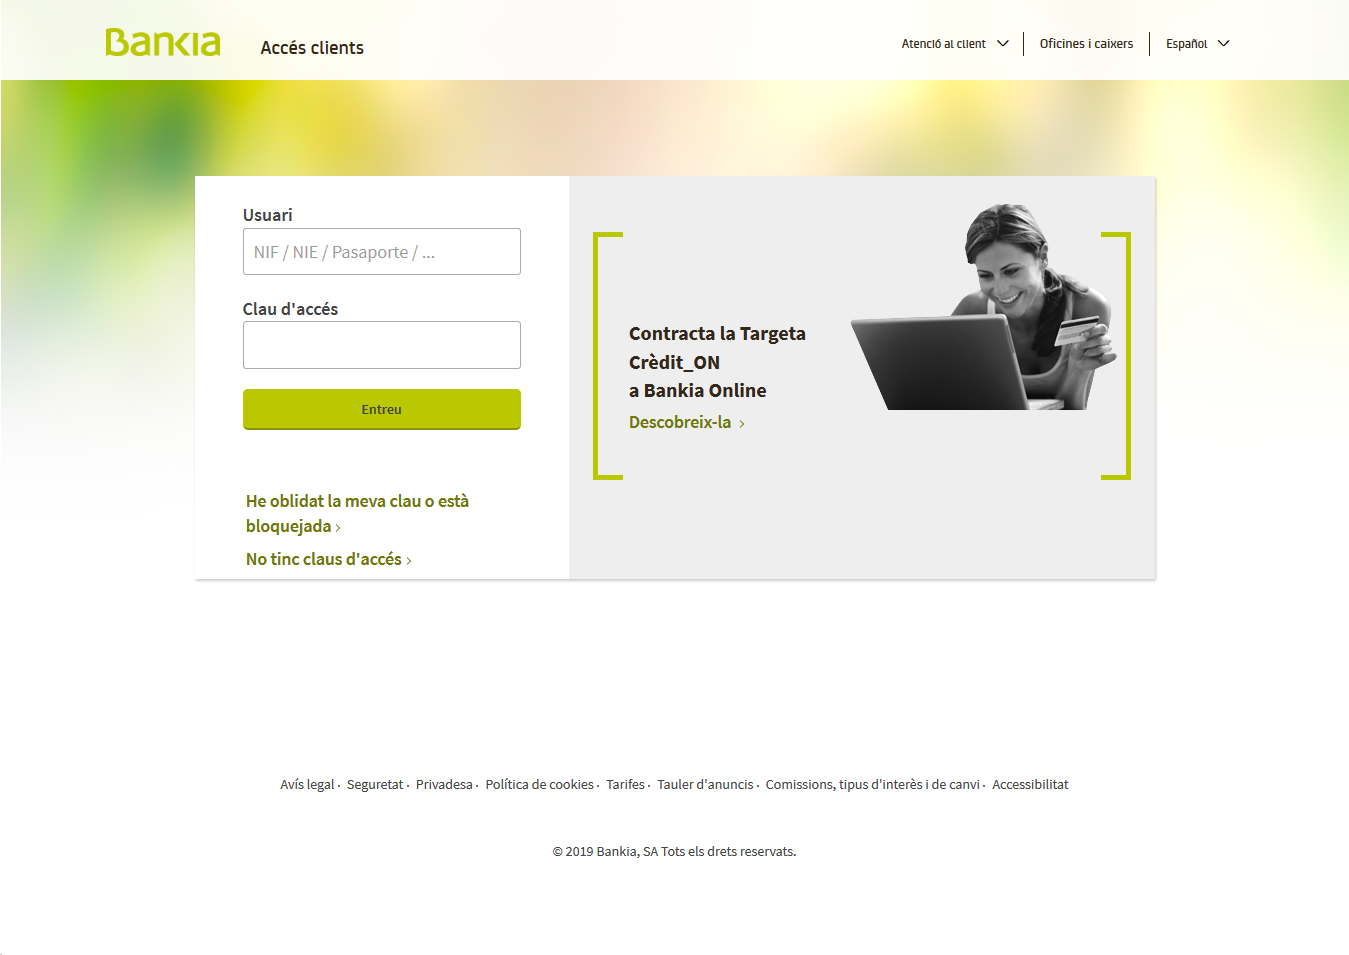 Bankia
Accés clients
Atenció al client
Oficines i caixers
Español
Usuari
NIF / NIE / Pasaporte / ...
Clau d'accés
Entreu
He oblidat la meva clau o està
bloquejada ›
No tinc claus d'accés ›
Contracta la Targeta
Crèdit_ON
a Bankia Online
Descobreix-la ›
Avís legal · Seguretat · Privadesa · Política de cookies · Tarifes · Tauler d'anuncis · Comissions, tipus d'interès i de canvi · Accessibilitat
© 2019 Bankia, SA Tots els drets reservats.